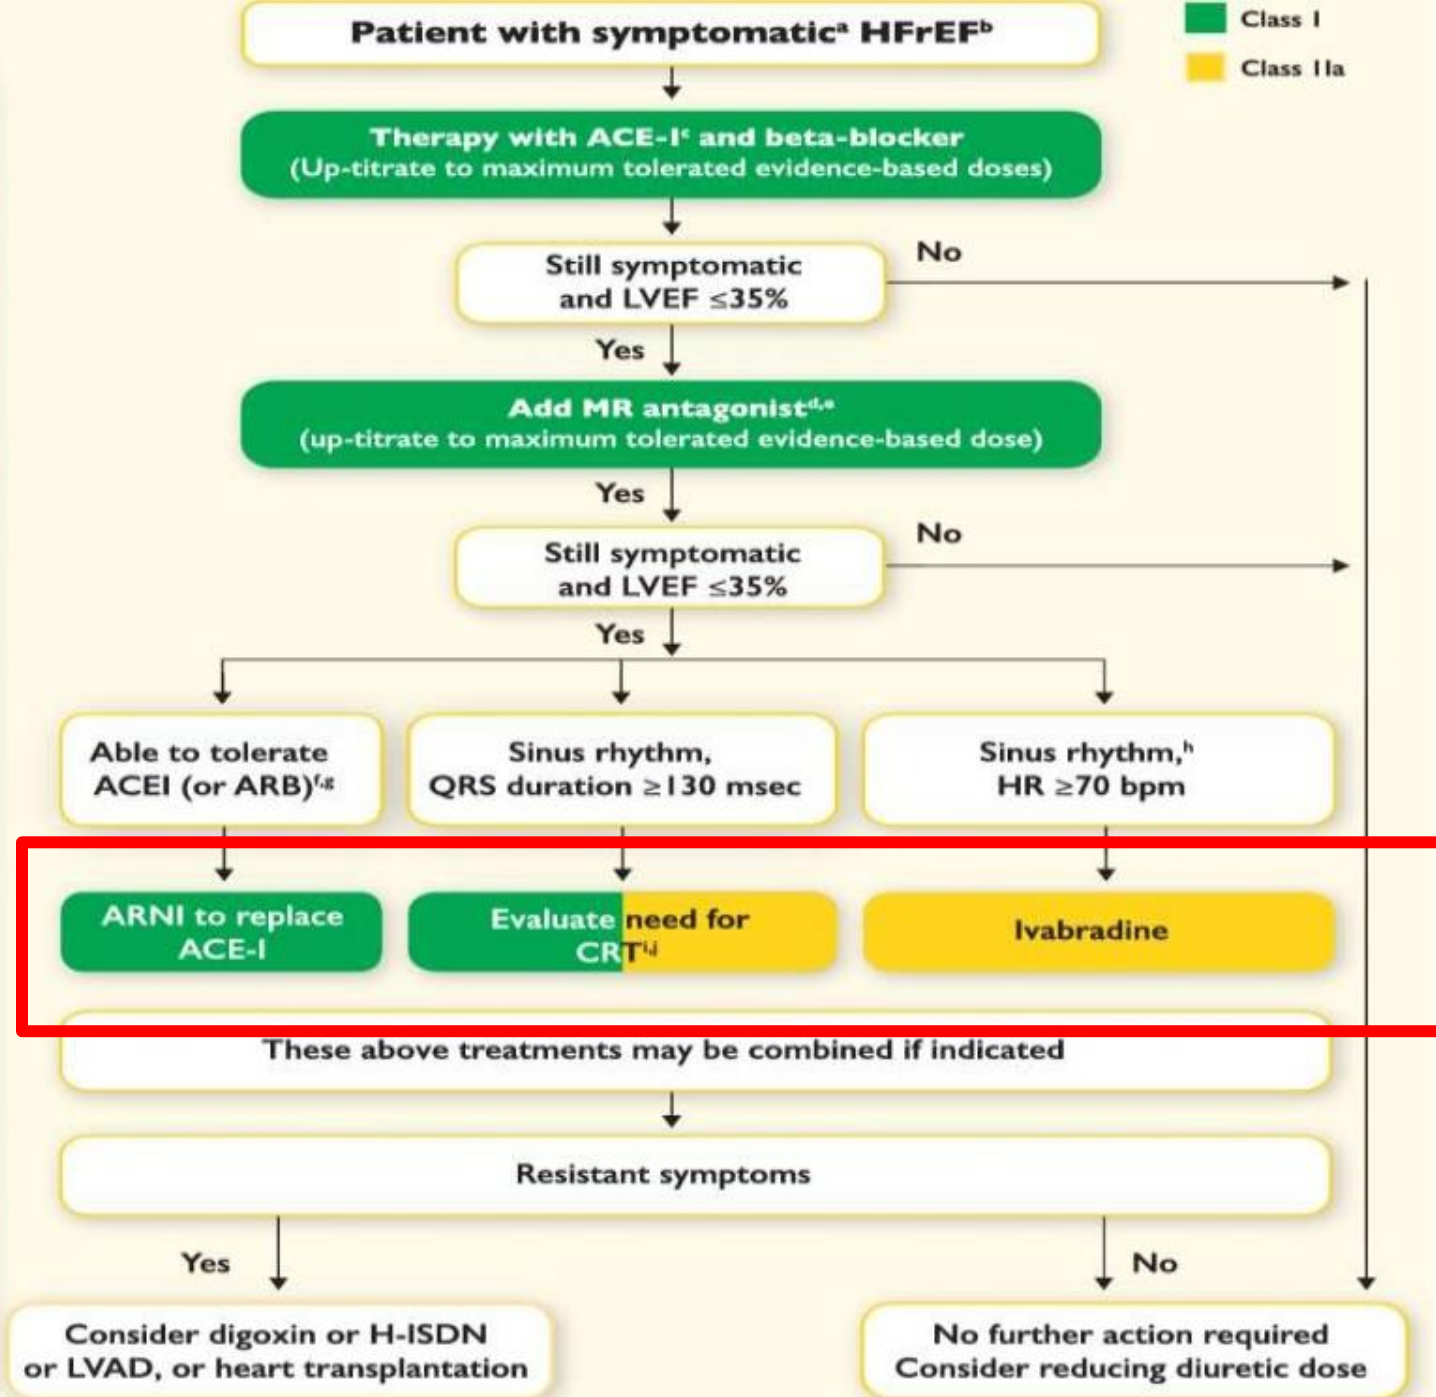 Patient with symptomaticᵃ HFrEFᵇ
Class I
Class IIa
Therapy with ACE-Iᶜ and beta-blocker
(Up-titrate to maximum tolerated evidence-based doses)
Still symptomatic
and LVEF ≤35%
No
Yes
Add MR antagonistᵈ,ᵉ
(up-titrate to maximum tolerated evidence-based dose)
Yes
Still symptomatic
and LVEF ≤35%
No
Yes
Able to tolerate
ACEI (or ARB)ᶠ,ᵍ
Sinus rhythm,
QRS duration ≥130 msec
Sinus rhythm,ʰ
HR ≥70 bpm
ARNI to replace
ACE-I
Evaluate need for
CRTⁱ,ʲ
Ivabradine
These above treatments may be combined if indicated
Resistant symptoms
Yes
No
Consider digoxin or H-ISDN
or LVAD, or heart transplantation
No further action required
Consider reducing diuretic dose